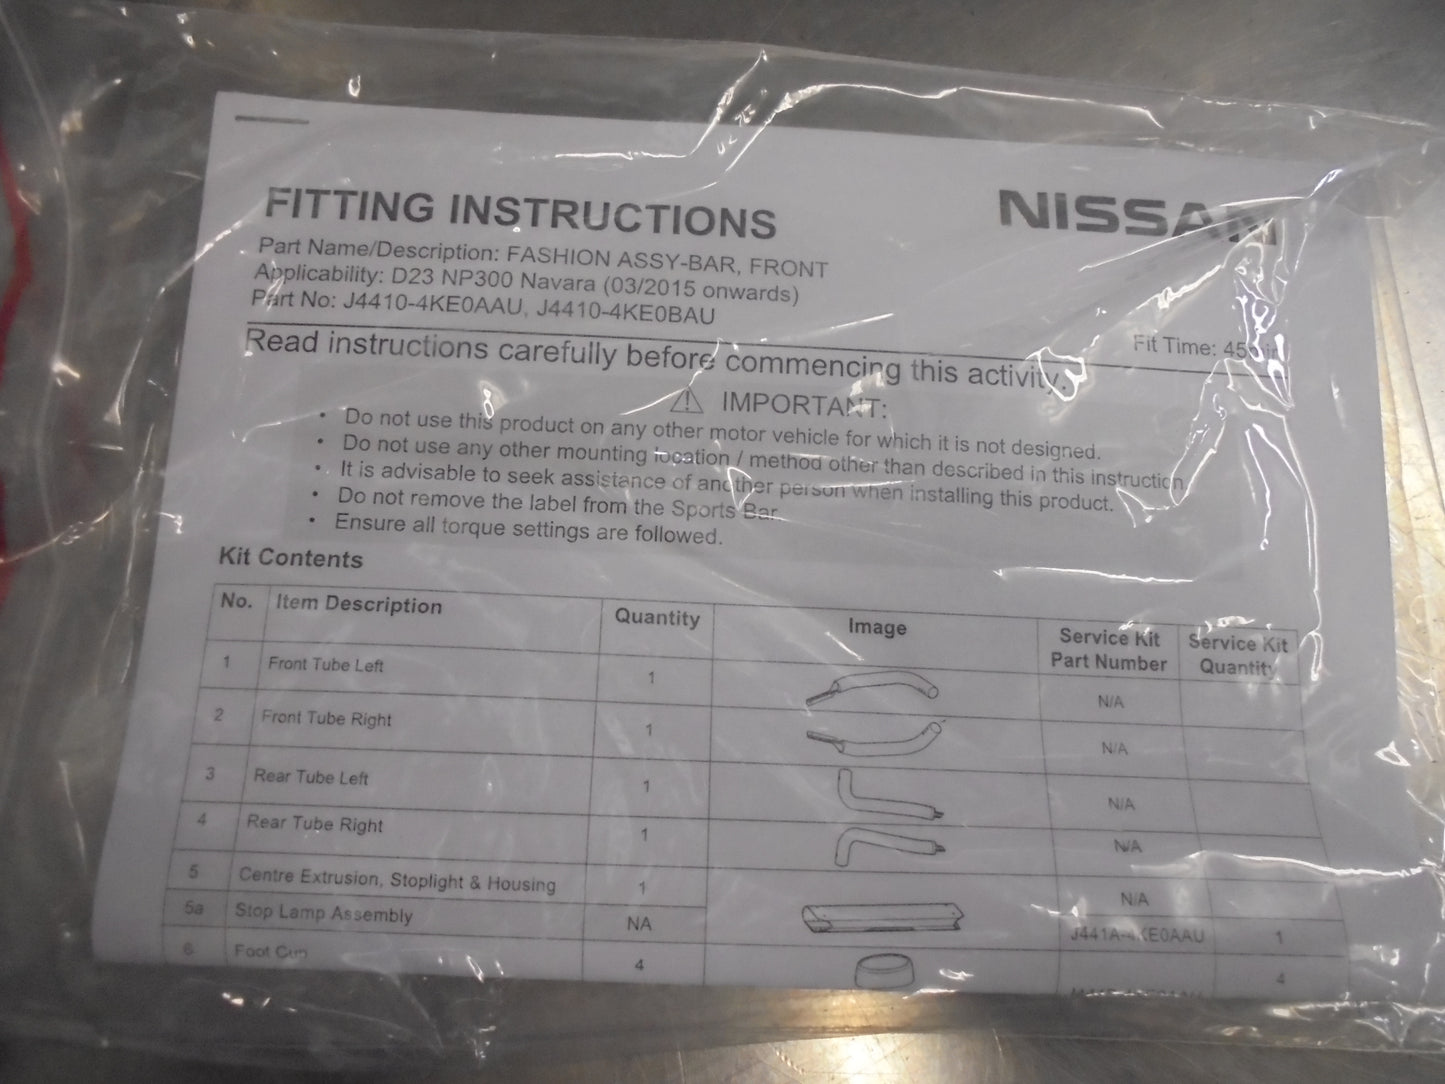 FITTING INSTRUCTIONS
NISSAN
Part Name/Description: FASHION ASSY-BAR, FRONT
Applicability: D23 NP300 Navara (03/2015 onwards)
Part No: J4410-4KE0AAU, J4410-4KE0BAU
Fit Time:
Read instructions carefully before commencing this activity.
IMPORTANT:
• Do not use this product on any other motor vehicle for which it is not designed.
• Do not use any other mounting location / method other than described in this instruction
• It is advisable to seek assistance of another person when installing this product.
• Do not remove the label from the Sports Bar.
• Ensure all torque settings are followed.
Kit Contents
No. Item Description Quantity Image Service Kit Part Number Service Kit Quantity
1 Front Tube Left 1 N/A
2 Front Tube Right 1 N/A
3 Rear Tube Left 1 N/A
4 Rear Tube Right 1 N/A
5 Centre Extrusion, Stoplight & Housing 1 N/A
5a Stop Lamp Assembly NA J441A-4KE0AAU 1
6 Foot Cup 4 4